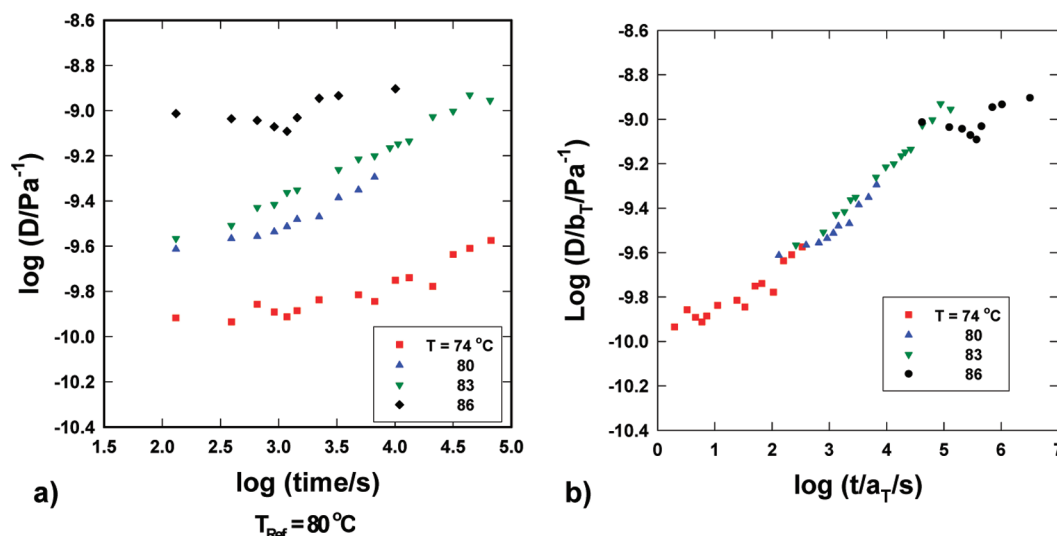 -8.6
-8.8
-9.0
-9.2
-9.4
-9.6
-9.8
-10.0
-10.2
-10.4
log (D/Pa⁻¹)
1.5 2.0 2.5 3.0 3.5 4.0 4.5 5.0
log (time/s)
T = 74 °C
80
83
86
a)
T_Ref = 80 °C
-8.6
-8.8
-9.0
-9.2
-9.4
-9.6
-9.8
-10.0
-10.2
-10.4
Log (D/b_T/Pa⁻¹)
0 1 2 3 4 5 6 7
log (t/a_T/s)
T = 74 °C
80
83
86
b)